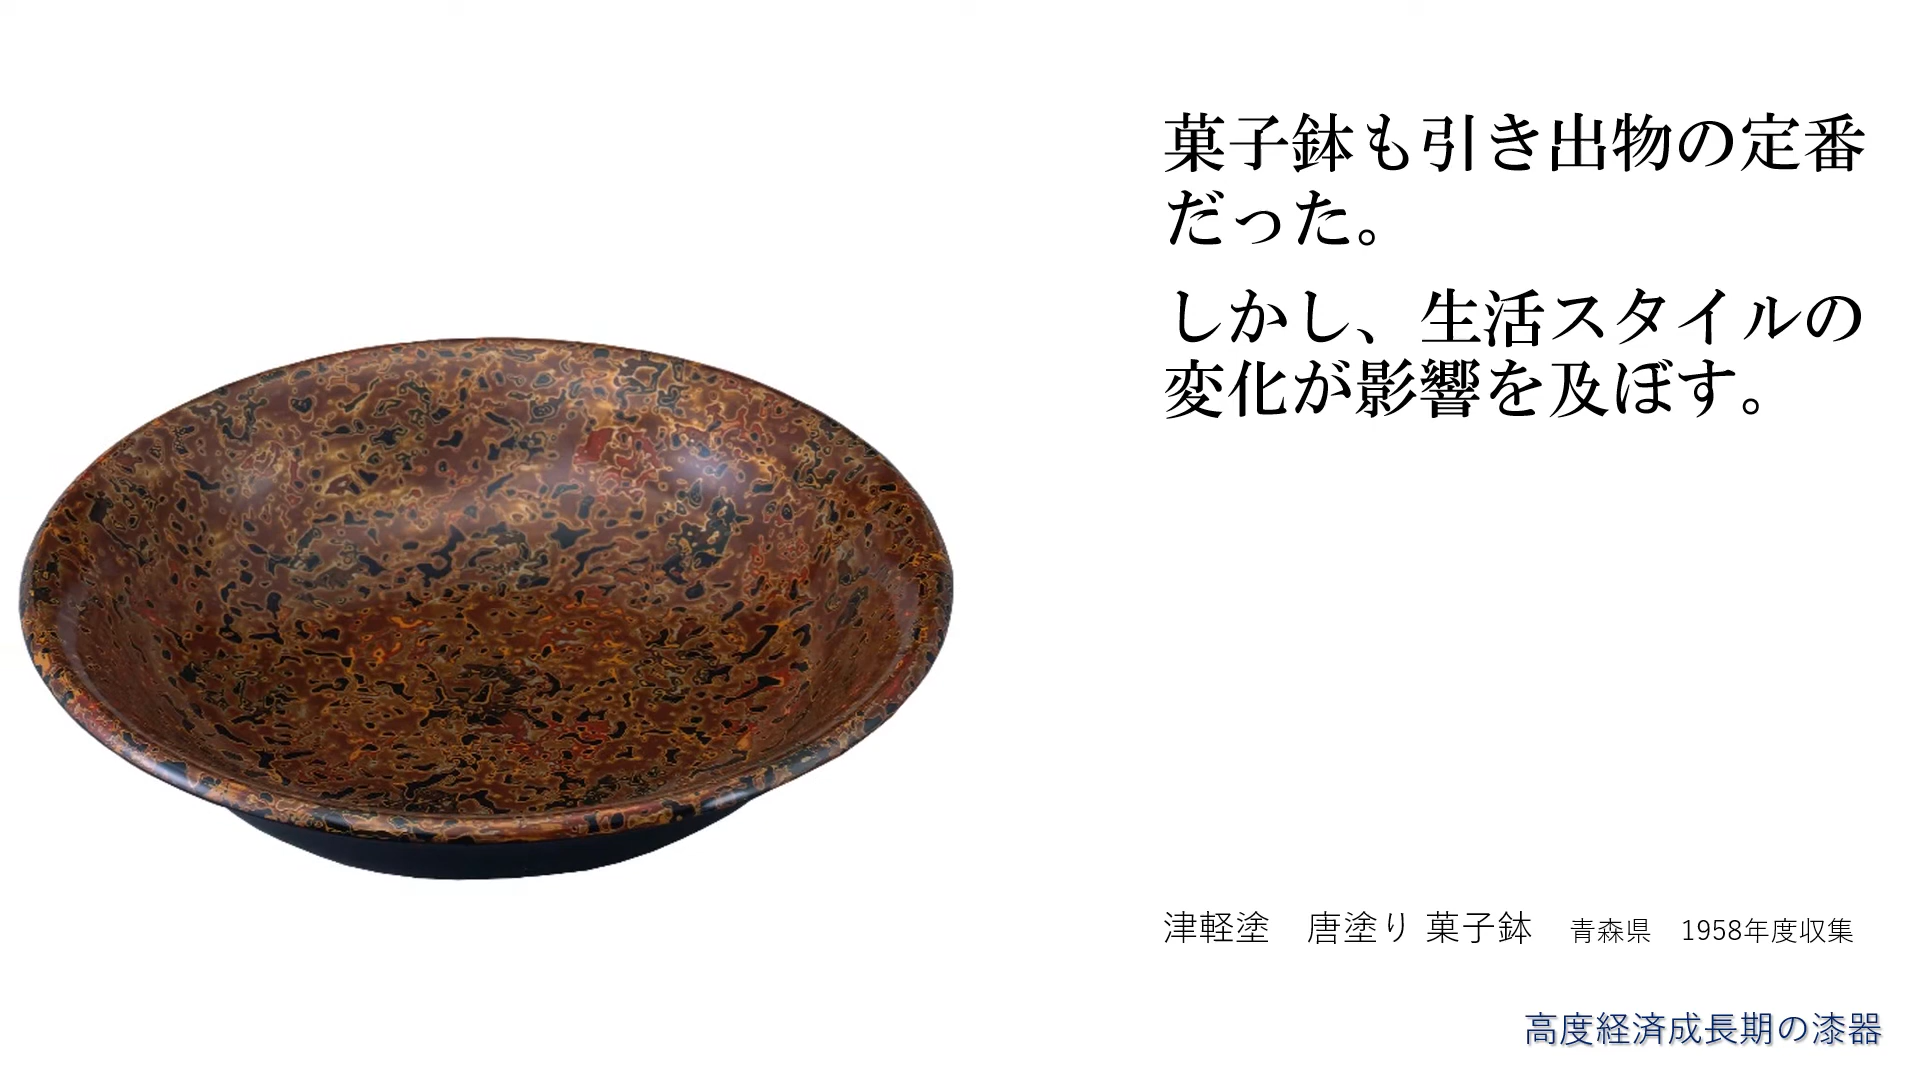 菓子鉢も引き出物の定番
だった。
しかし、生活スタイルの
変化が影響を及ぼす。
津軽塗　唐塗り 菓子鉢　青森県　1958年度収集
高度経済成長期の漆器